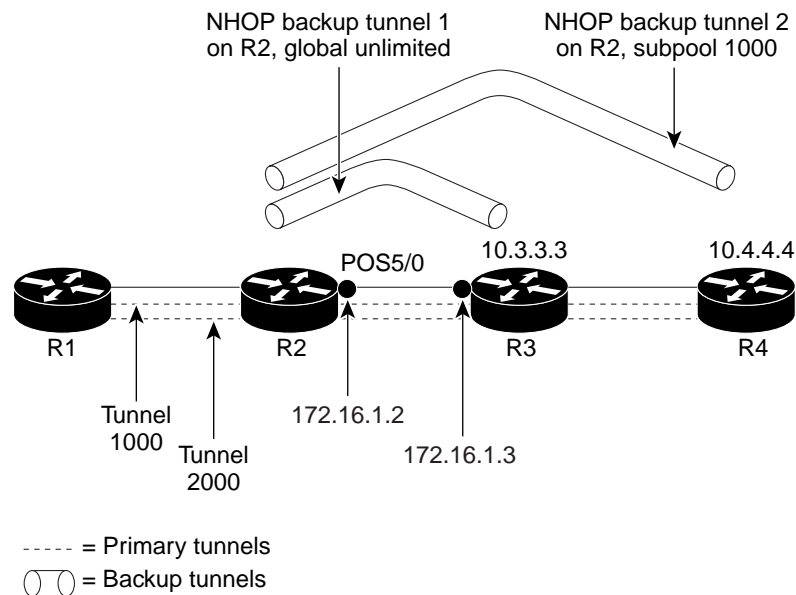 NHOP backup tunnel 1
on R2, global unlimited
NHOP backup tunnel 2
on R2, subpool 1000
POS5/0
10.3.3.3
10.4.4.4
R1
R2
R3
R4
Tunnel
1000
Tunnel
2000
172.16.1.2
172.16.1.3
= Primary tunnels
= Backup tunnels